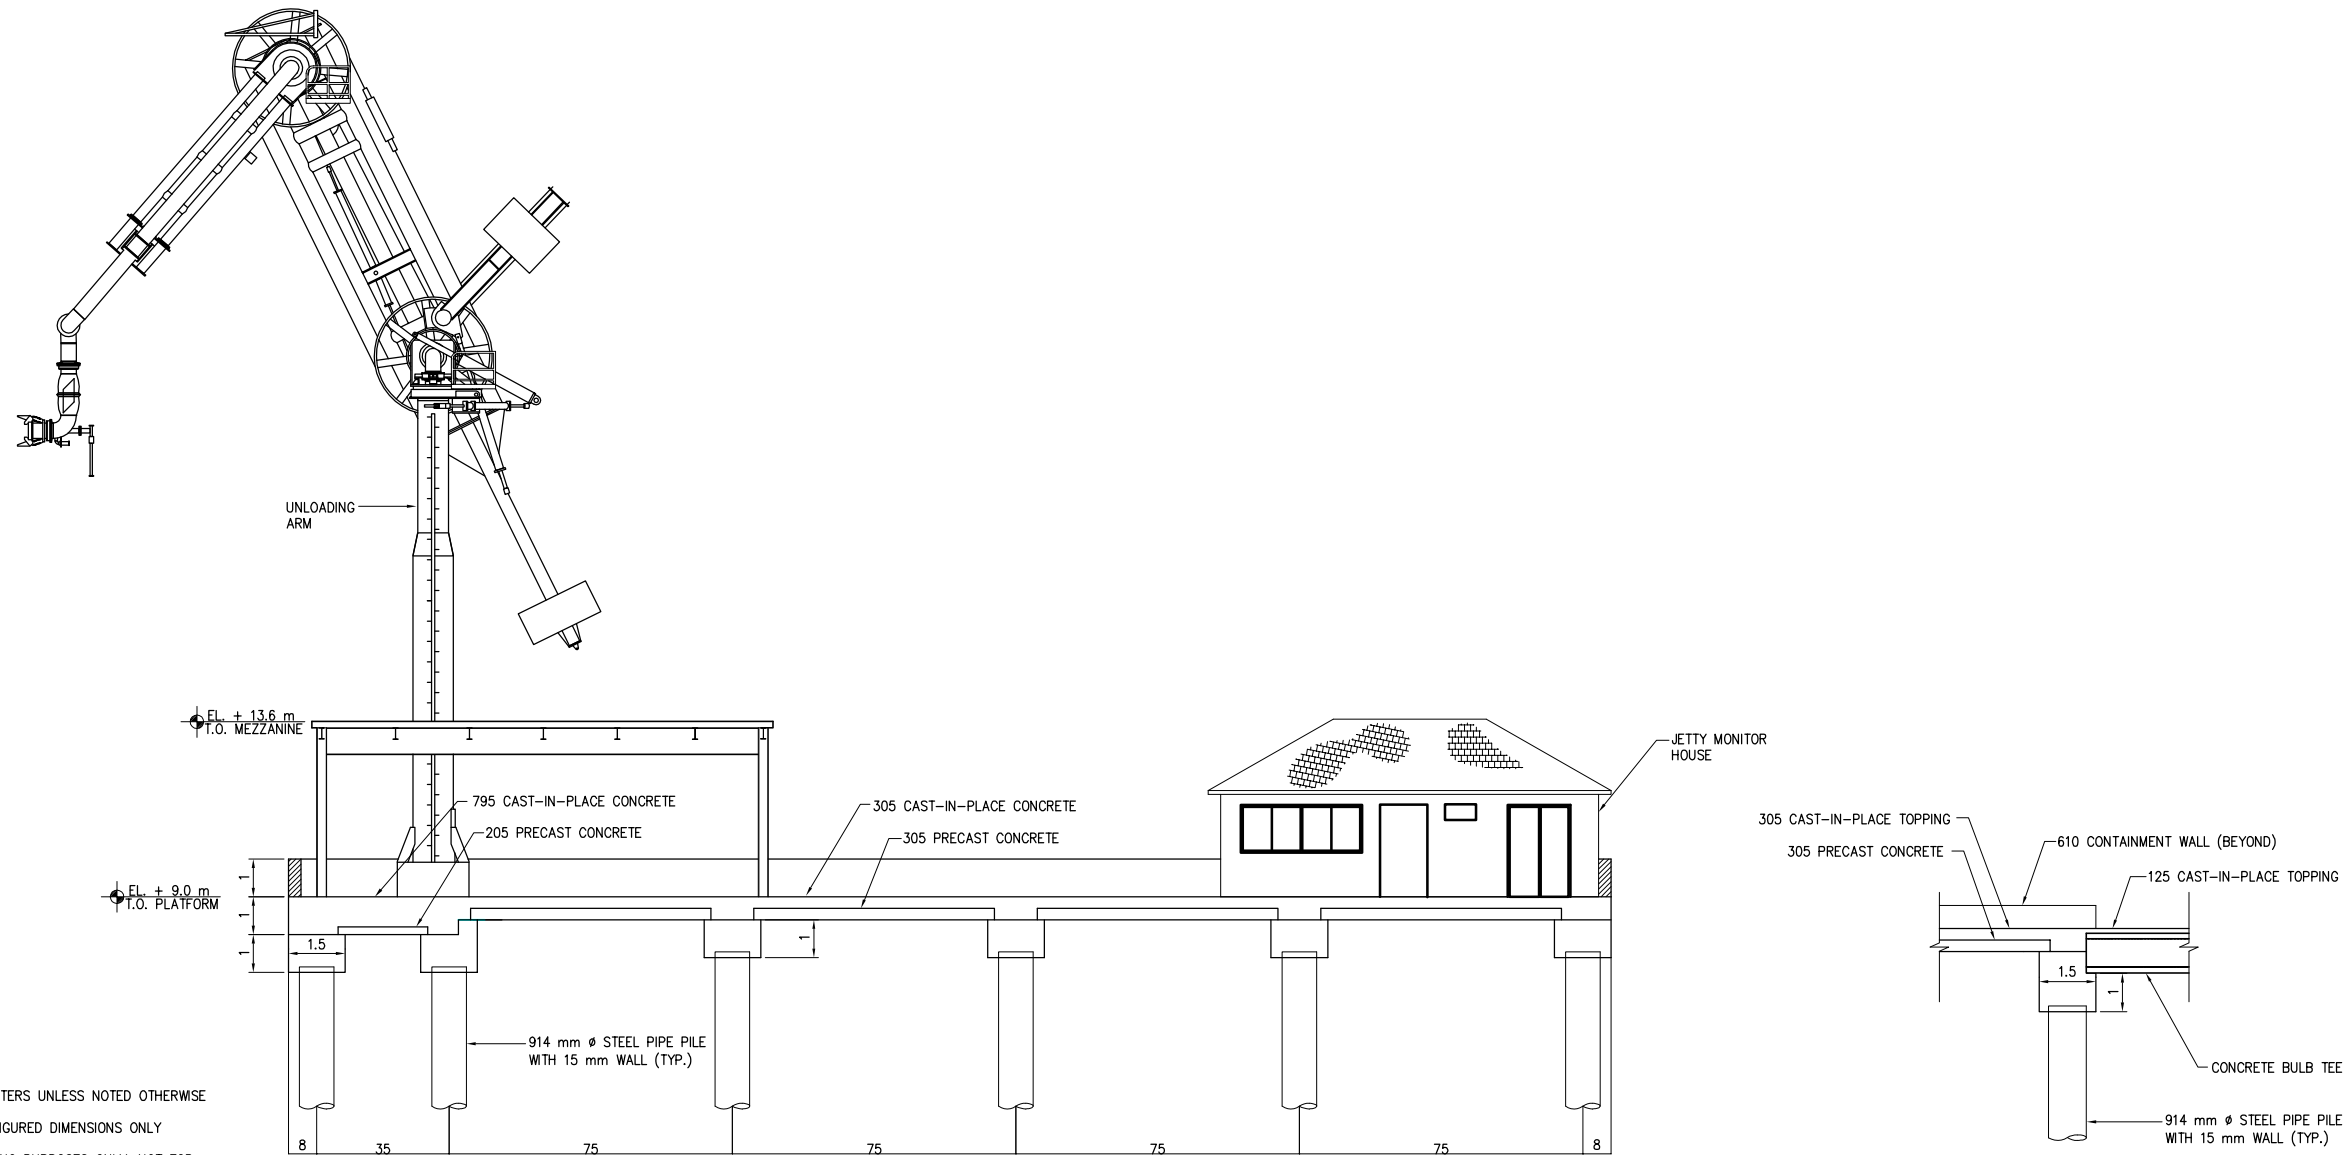 UNLOADING
ARM
EL. + 13.6 m
T.O. MEZZANINE
JETTY MONITOR
HOUSE
795 CAST-IN-PLACE CONCRETE
205 PRECAST CONCRETE
305 CAST-IN-PLACE CONCRETE
305 PRECAST CONCRETE
305 CAST-IN-PLACE TOPPING
305 PRECAST CONCRETE
610 CONTAINMENT WALL (BEYOND)
125 CAST-IN-PLACE TOPPING
1
EL. + 9.0 m
T.O. PLATFORM
1
1
1.5
1
1.5
1
914 mm ø STEEL PIPE PILE
WITH 15 mm WALL (TYP.)
CONCRETE BULB TEE
914 mm ø STEEL PIPE PILE
WITH 15 mm WALL (TYP.)
TERS UNLESS NOTED OTHERWISE
GURED DIMENSIONS ONLY
8
35
75
75
75
75
8